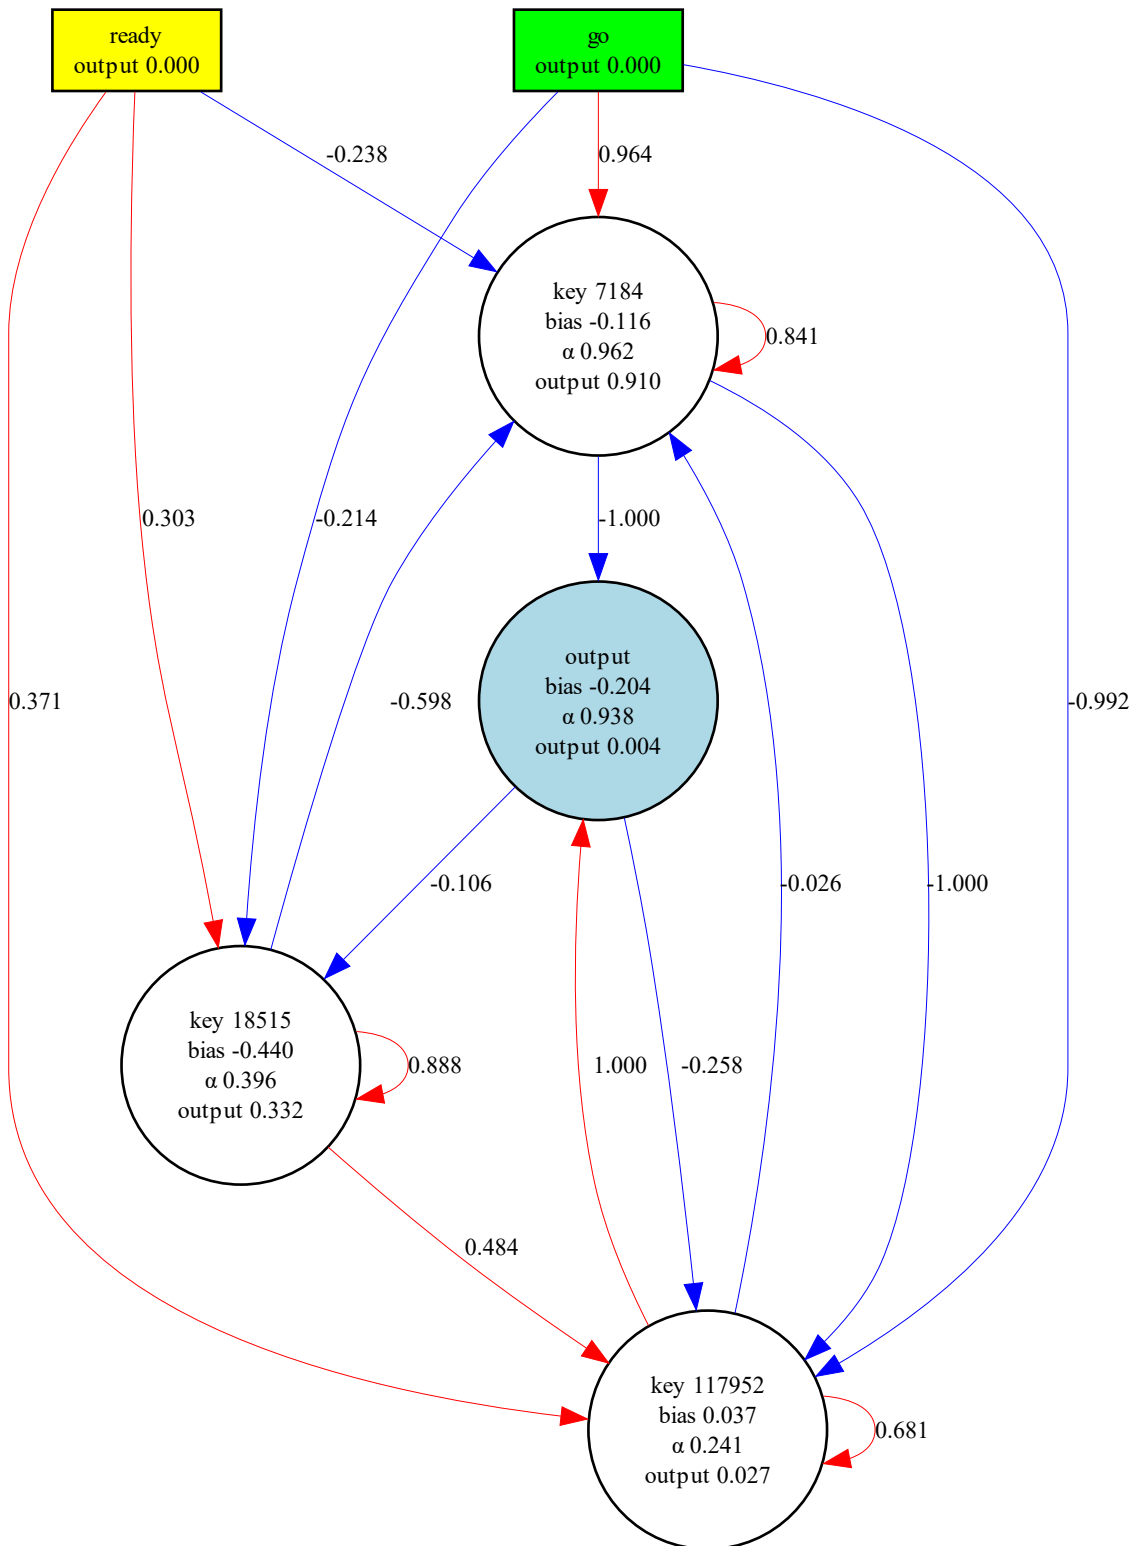 ready
output 0.000
go
output 0.000
-0.238
0.964
key 7184
bias -0.116
α 0.962
output 0.910
0.841
0.303
-0.214
-1.000
output
bias -0.204
α 0.938
output 0.004
0.371
-0.598
-0.992
-0.106
-0.026
-1.000
key 18515
bias -0.440
α 0.396
output 0.332
0.888
1.000
-0.258
0.484
key 117952
bias 0.037
α 0.241
output 0.027
0.681